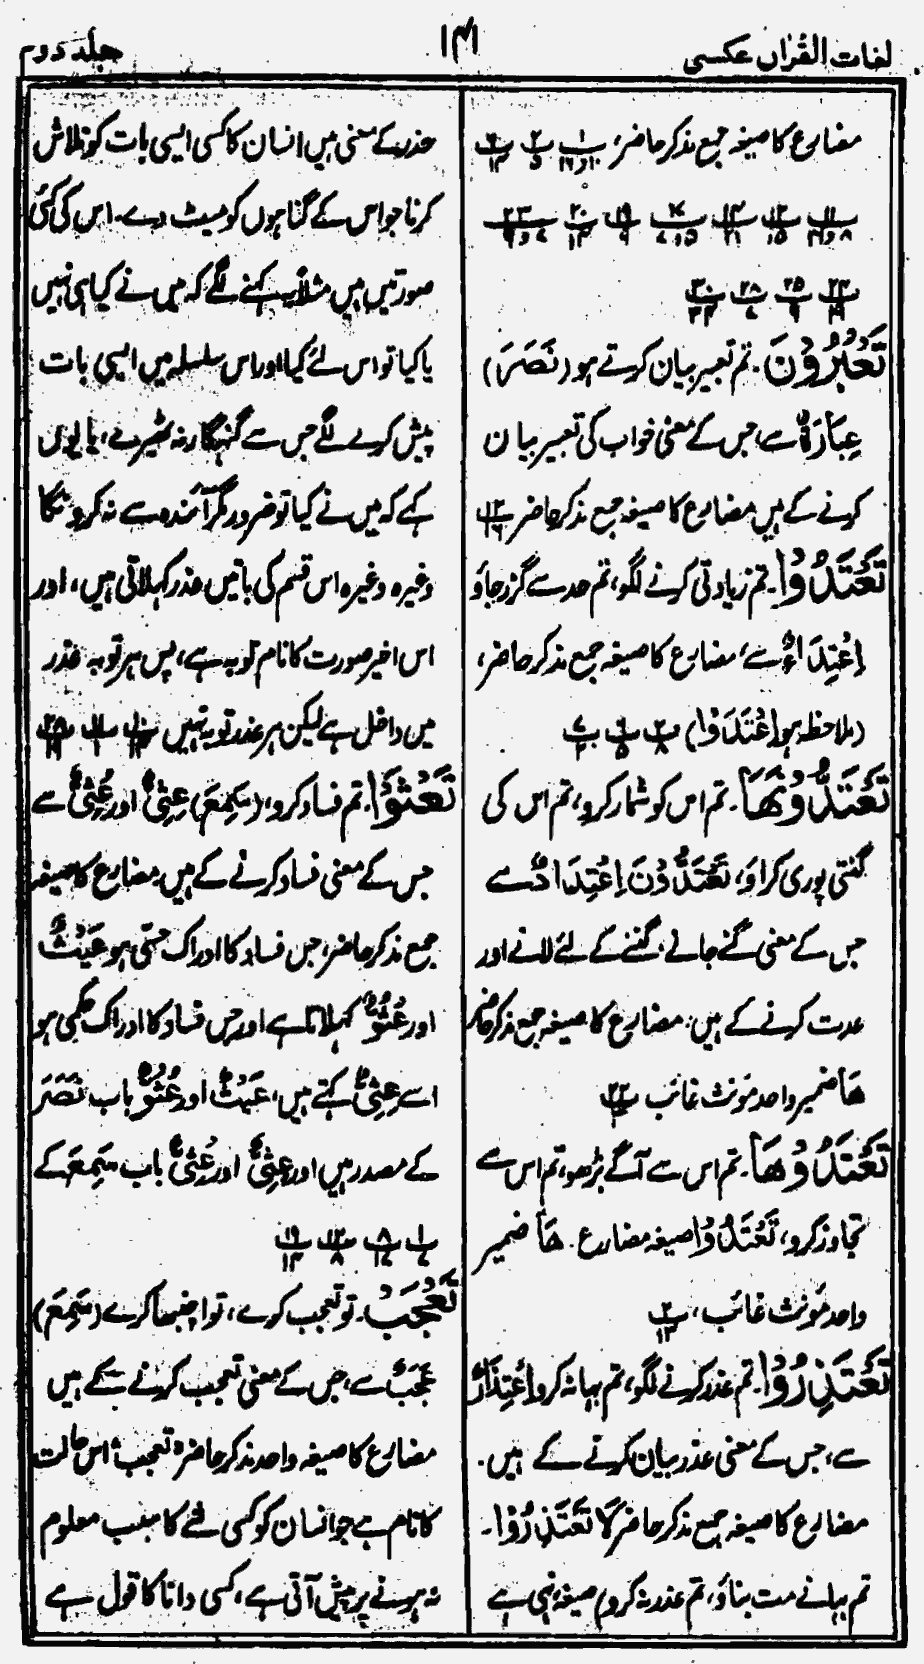 لغات القرآن عکسی
۱۴۱
جلد دوم
مضارع کا صیغہ جمع مذکر حاضر،
تَعْبُرُوْنَ۔ تم تعبیر بیان کرتے ہو (نَصَرَ)
عِبَارَۃٌ سے، جس کے معنی خواب کی تعبیر بیان
کرنے کے ہیں مضارع کا صیغہ جمع مذکر حاضر
تَعْتَدُوْا۔ تم زیادتی کرنے لگو، تم حد سے گزر جاؤ
اِعْتِدَاءٌ سے، مضارع کا صیغہ جمع مذکر حاضر،
(ملاحظہ ہو اِعْتَدَوْا)
تَعْتَدُّوْنَھَا۔ تم اس کو شمار کرو، تم اس کی
گنتی پوری کراؤ، تَعْتَدُّوْنَ اِعْتِدَادٌ سے
جس کے معنی گنے جانے، گننے کے لئے لانے اور
عدت کرنے کے ہیں۔ مضارع کا صیغہ جمع مذکر حاضر
ھَا ضمیر واحد مؤنث غائب
تَعْتَدُوْھَا۔ تم اس سے آگے بڑھو، تم اس سے
تجاوز کرو، تَعْتَدُوْا صیغہ مضارع۔ ھَا ضمیر
واحد مؤنث غائب،
تَعْتَذِرُوْا۔ تم عذر کرنے لگو، تم بہانہ کرو اِعْتِذَارٌ
سے، جس کے معنی عذر بیان کرنے کے ہیں۔
مضارع کا صیغہ جمع مذکر حاضر لَا تَعْتَذِرُوْا۔
تم بہانے مت بناؤ، تم عذر نہ کرو، صیغہ نہی ہے
عذر کے معنی ہیں انسان کا کسی ایسی بات کو تلاش
کرنا جو اس کے گناہوں کو میٹ دے۔ اس کی کئی
صورتیں ہیں مثلاً یہ کہنے لگے کہ میں نے کیا ہی نہیں
یا کیا تو اس لئے کیا اور اس سلسلہ میں ایسی بات
پیش کرنے لگے جس سے گنہگار نہ ٹھیرے، یا یوں
کہے کہ میں نے کیا تو ضرور مگر آئندہ سے نہ کرونگا
وغیرہ وغیرہ اس قسم کی باتیں عذر کہلاتی ہیں، اور
اس اخیر صورت کا نام توبہ ہے، پس ہر توبہ عذر
میں داخل ہے لیکن ہر عذر توبہ نہیں
تَعْثَوْا۔ تم فساد کرو، (سَمِعَ) عِثِیٌّ اور عُثِیٌّ سے
جس کے معنی فساد کرنے کے ہیں، مضارع کا صیغہ
جمع مذکر حاضر، جس فساد کا ادراک حسّی ہو عَیْثٌ
اور عُثُوٌّ کہلاتا ہے اور جس فساد کا ادراک حکمی ہو
اسے عِثِیٌّ کہتے ہیں، عَیْثٌ اور عُثُوٌّ باب نَصَرَ
کے مصدر ہیں اور عِثِیٌّ اور عُثِیٌّ باب سَمِعَ کے
تَعْجَبْ۔ تو تعجب کرے، تو اچنبھا کرے (سَمِعَ)
عَجَبٌ سے، جس کے معنی تعجب کرنے کے ہیں
مضارع کا صیغہ واحد مذکر حاضر، تعجب اس حالت
کا نام ہے جو انسان کو کسی شے کا سبب معلوم
نہ ہونے پر پیش آتی ہے، کسی دانا کا قول ہے